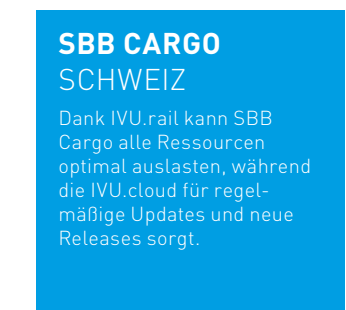 SBB CARGO
SCHWEIZ
Dank IVU.rail kann SBB
Cargo alle Ressourcen
optimal auslasten, während
die IVU.cloud für regel-
mäßige Updates und neue
Releases sorgt.